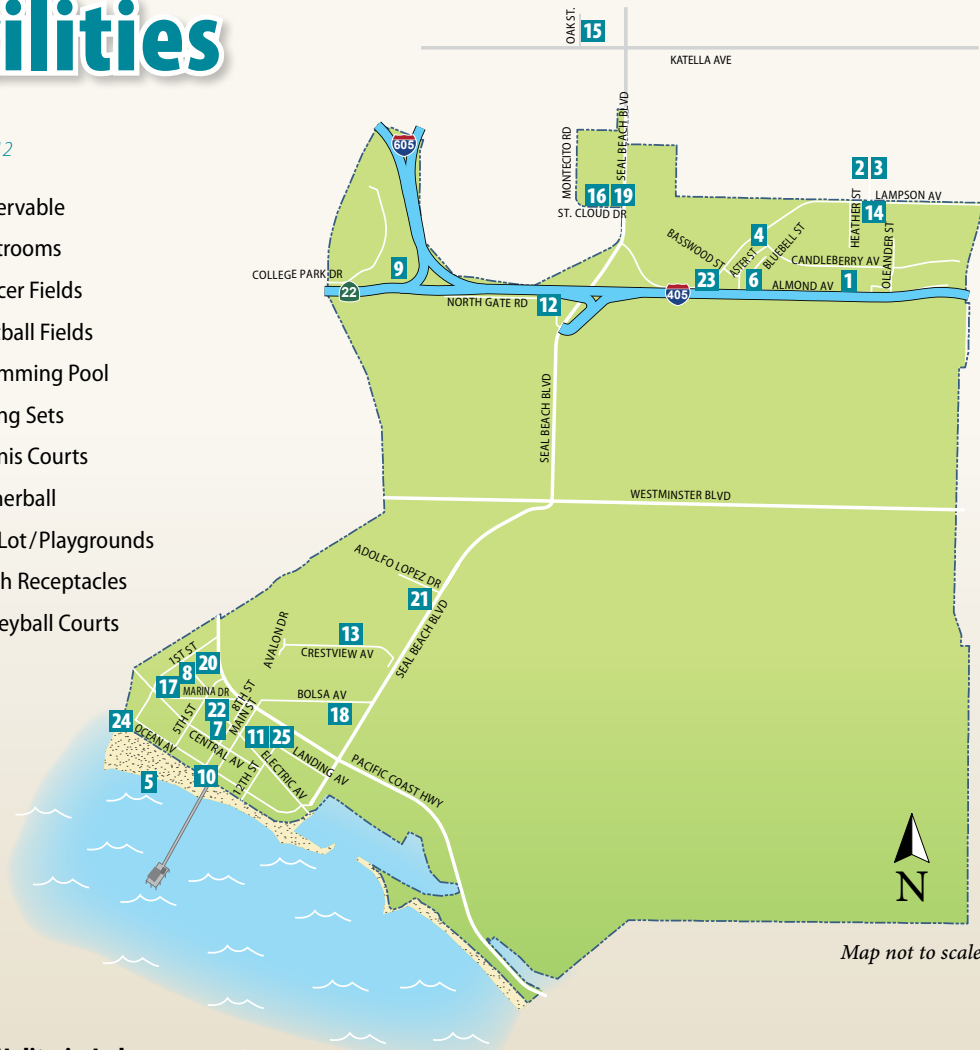 ilities
12
ervable
trooms
cer Fields
tball Fields
mming Pool
ng Sets
nis Courts
nerball
Lot/Playgrounds
h Receptacles
eyball Courts
OAK ST.
15
KATELLA AVE
SEAL BEACH BLVD
605
MONTECITO RD
2 3
16 19
ST. CLOUD DR
HEATHER ST
LAMPSON AV
14
BASSWOOD ST
4
ASTER ST
BLUEBELL ST
OLEANDER ST
CANDLEBERRY AV
COLLEGE PARK DR
9
23
6
ALMOND AV
1
22
NORTH GATE RD
12
405
SEAL BEACH BLVD
WESTMINSTER BLVD
ADOLFO LOPEZ DR
21
SEAL BEACH BLVD
AVALON DR
13
CRESTVIEW AV
1ST ST
20
8
17
MARINA DR
8TH ST
BOLSA AV
18
24
5TH ST
22
MAIN ST
7
OCEAN AV
CENTRAL AV
11 25
LANDING AV
PACIFIC COAST HWY
5
10
12TH ST
ELECTRIC AV
N
Map not to scale